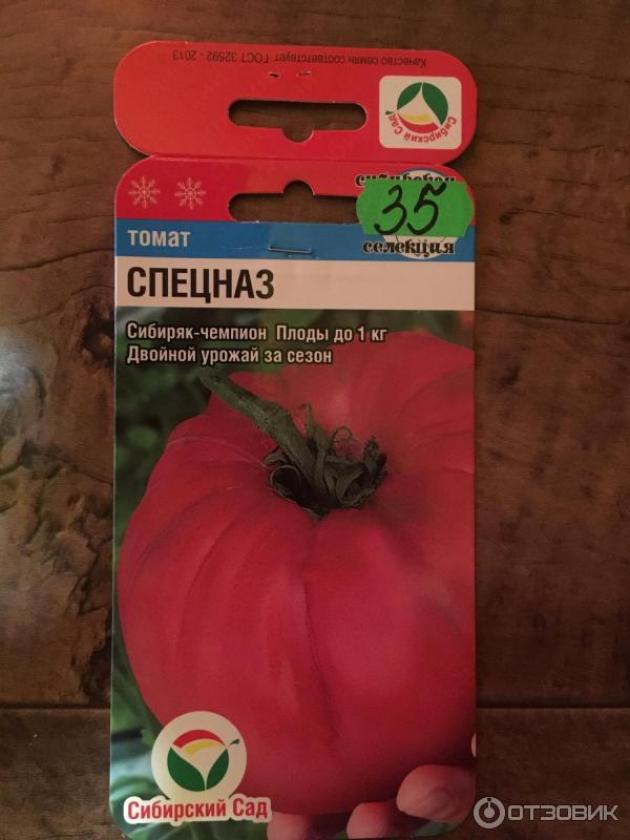 Качество семян соответствует ГОСТ 32592 - 2013
Сибирский Сад
сибирская
35
селекция
томат
СПЕЦНАЗ
Сибиряк-чемпион Плоды до 1 кг
Двойной урожай за сезон
Сибирский Сад
ОТЗОВИК